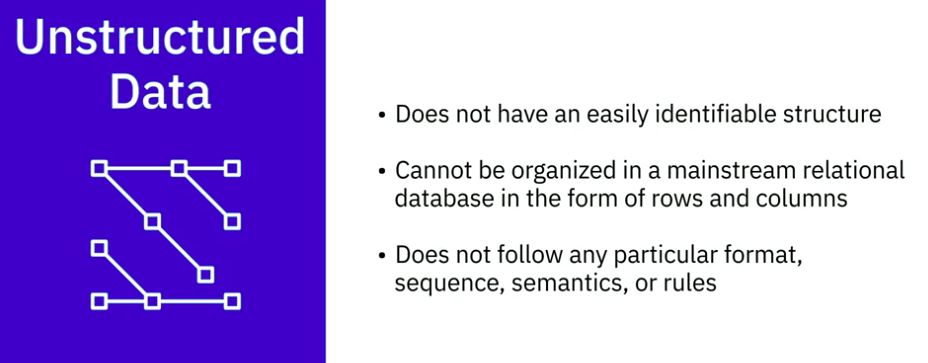 Unstructured
Data
• Does not have an easily identifiable structure
• Cannot be organized in a mainstream relational
database in the form of rows and columns
• Does not follow any particular format,
sequence, semantics, or rules